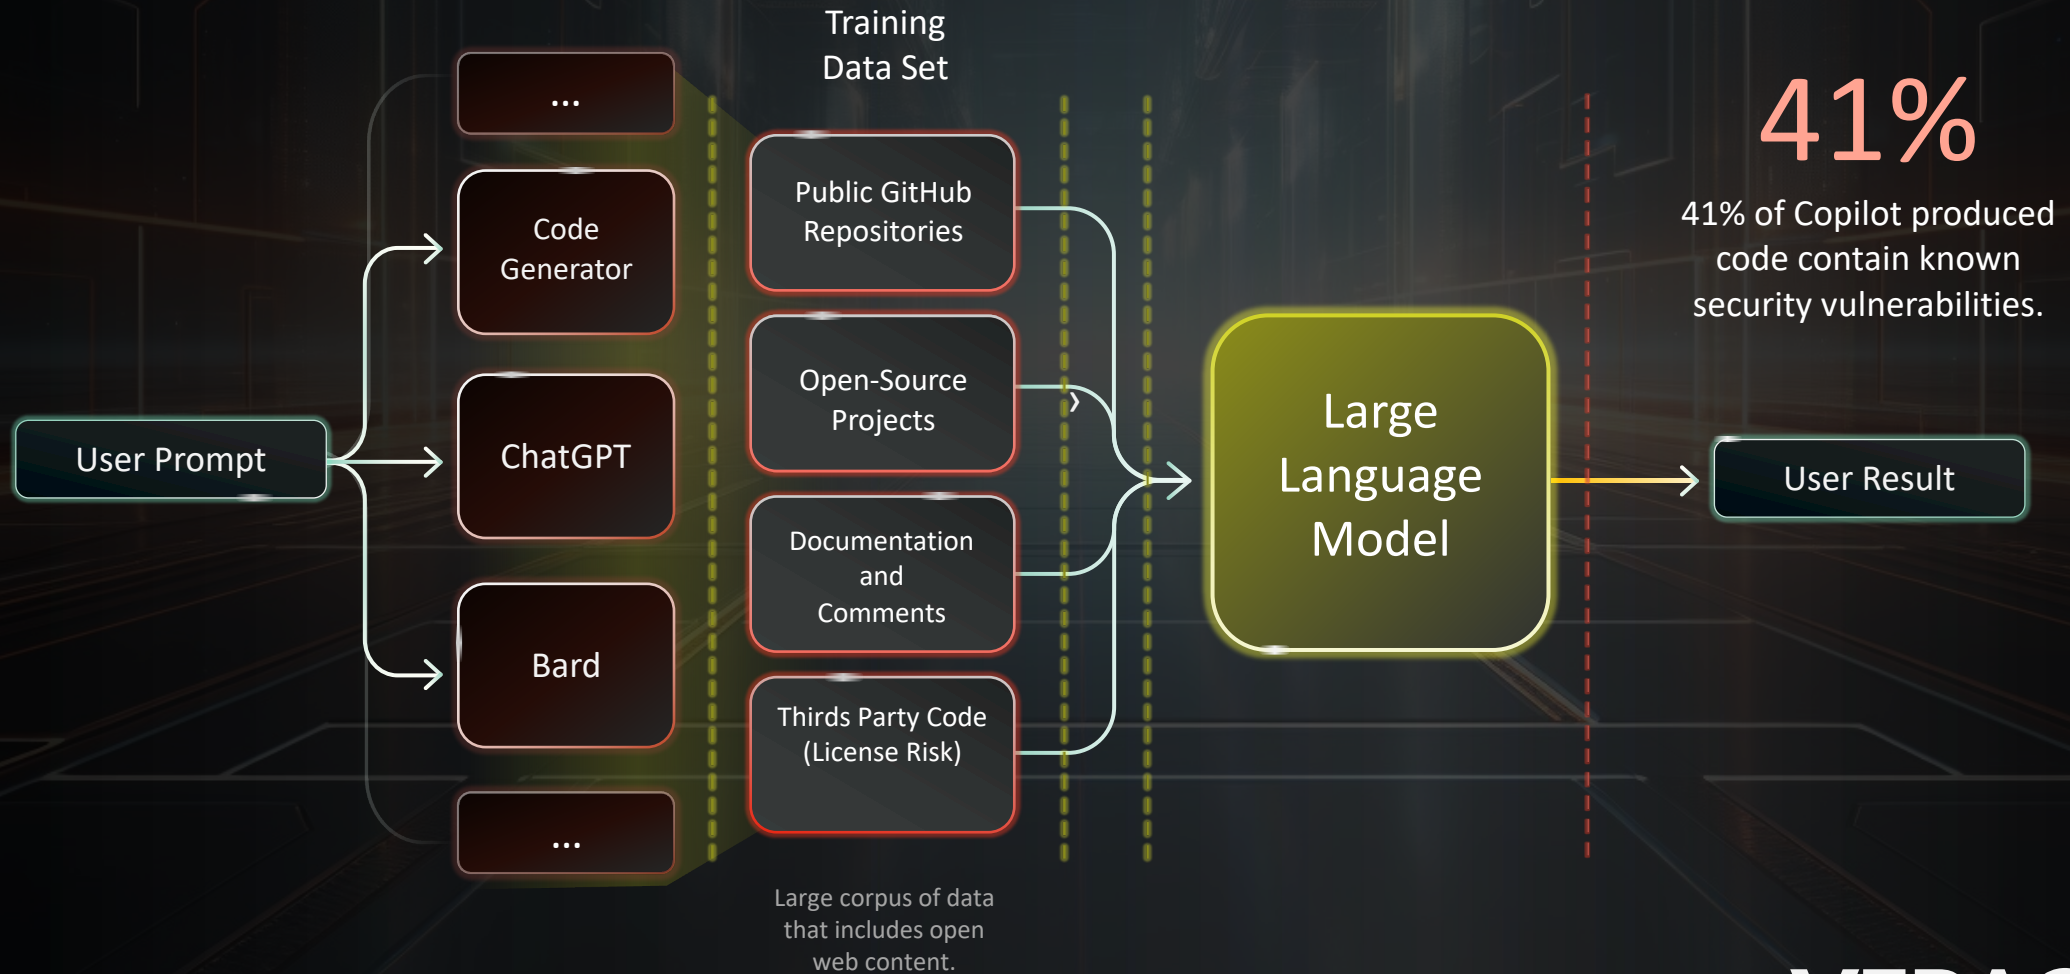 Training
Data Set
...
Code
Generator
ChatGPT
Bard
...
User Prompt
Public GitHub
Repositories
Open-Source
Projects
Documentation
and
Comments
Thirds Party Code
(License Risk)
Large corpus of data
that includes open
web content.
Large
Language
Model
41%
41% of Copilot produced
code contain known
security vulnerabilities.
User Result